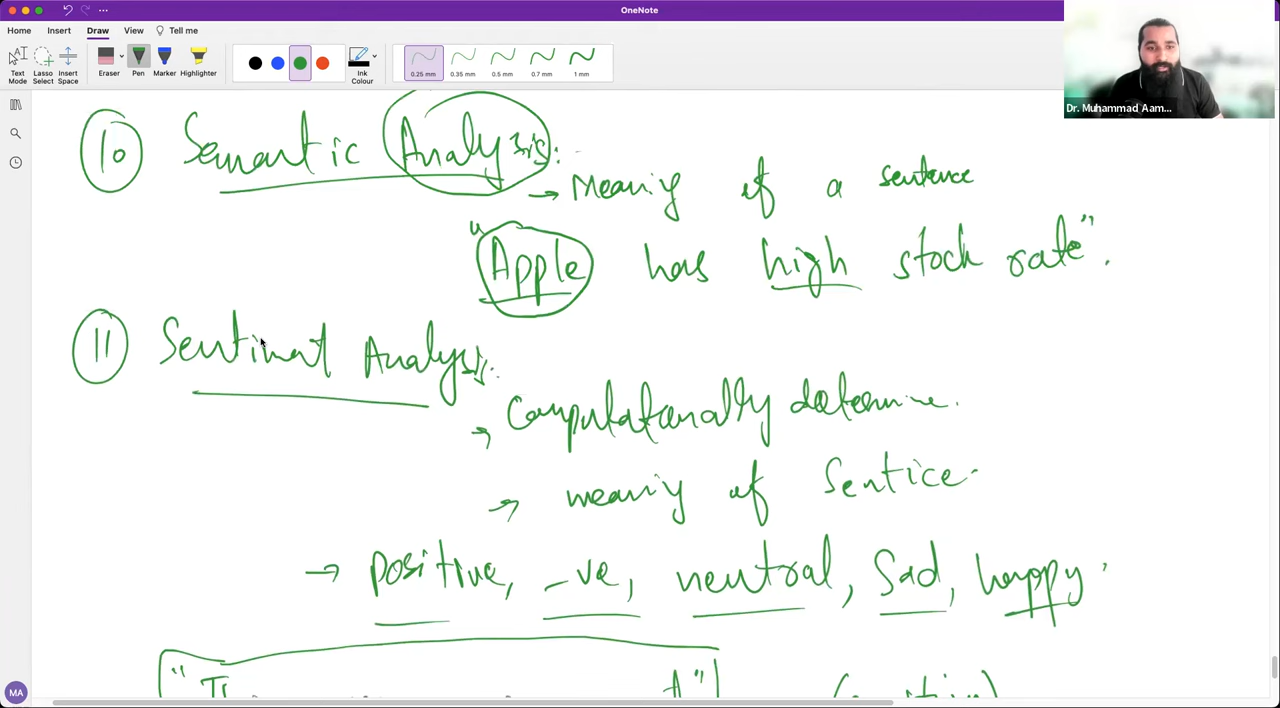 OneNote
Home Insert Draw View Tell me
Text Mode Lasso Select Insert Space Eraser Pen Marker Highlighter Ink Colour 0.25 mm 0.35 mm 0.5 mm 0.7 mm 1 mm
Dr. Muhammad Aam...
10 Semantic Analysis:
→ Meaning of a sentence
"Apple has high stock rate".
11 Sentiment Analysis:
→ Computationally determine.
→ meaning of Sentice.
→ positive, -ve, neutral, Sad, happy.
MA